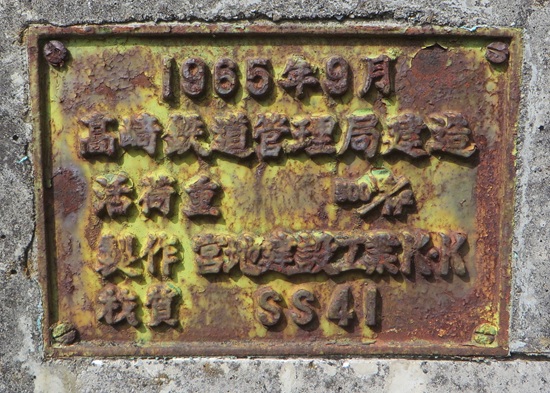 1965年9月
高崎鉄道管理局建造
活荷重
製作 宮地建設工業K.K
材質 SS41